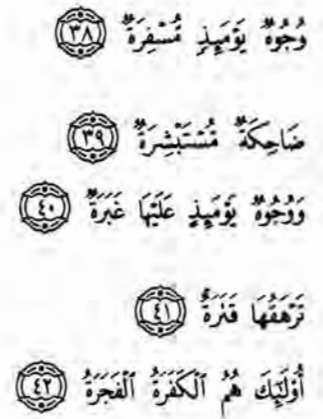 وُجُوهٌ يَوْمَئِذٍ مُّسْفِرَةٌ ٣٨
ضَاحِكَةٌ مُّسْتَبْشِرَةٌ ٣٩
وَوُجُوهٌ يَوْمَئِذٍ عَلَيْهَا غَبَرَةٌ ٤٠
تَرْهَقُهَا قَتَرَةٌ ٤١
أُوْلَٰٓئِكَ هُمُ ٱلْكَفَرَةُ ٱلْفَجَرَةُ ٤٢